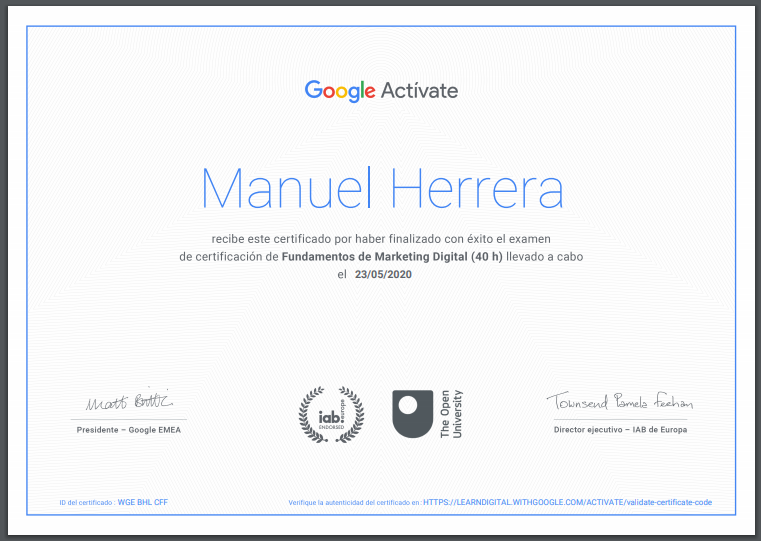 Google Actívate
Manuel Herrera
recibe este certificado por haber finalizado con éxito el examen
de certificación de Fundamentos de Marketing Digital (40 h) llevado a cabo
el 23/05/2020
Matt Brittin
Townsend Pamela Feehan
iab.
europe
ENDORSED
The Open
University
Presidente – Google EMEA
Director ejecutivo – IAB de Europa
ID del certificado : WGE BHL CFF
Verifique la autenticidad del certificado en : HTTPS://LEARNDIGITAL.WITHGOOGLE.COM/ACTIVATE/validate-certificate-code